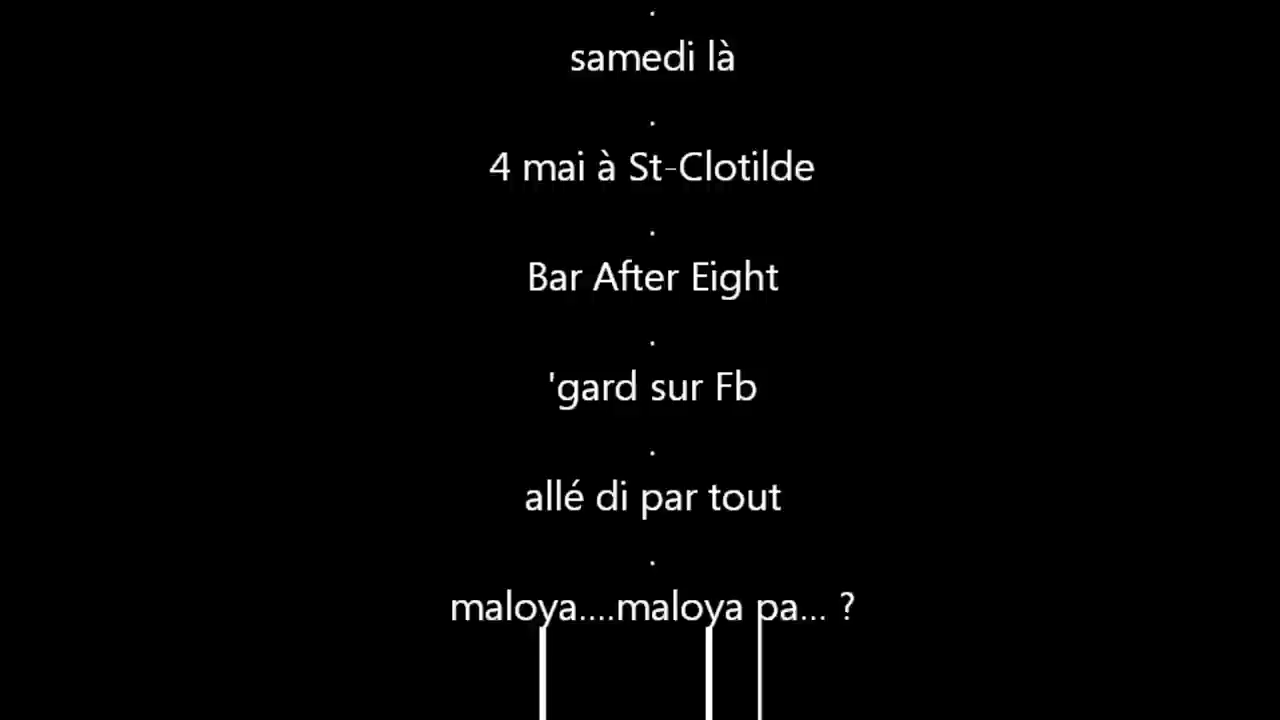 .
samedi là
.
4 mai à St-Clotilde
.
Bar After Eight
.
'gard sur Fb
.
allé di par tout
.
maloya....maloya pa... ?